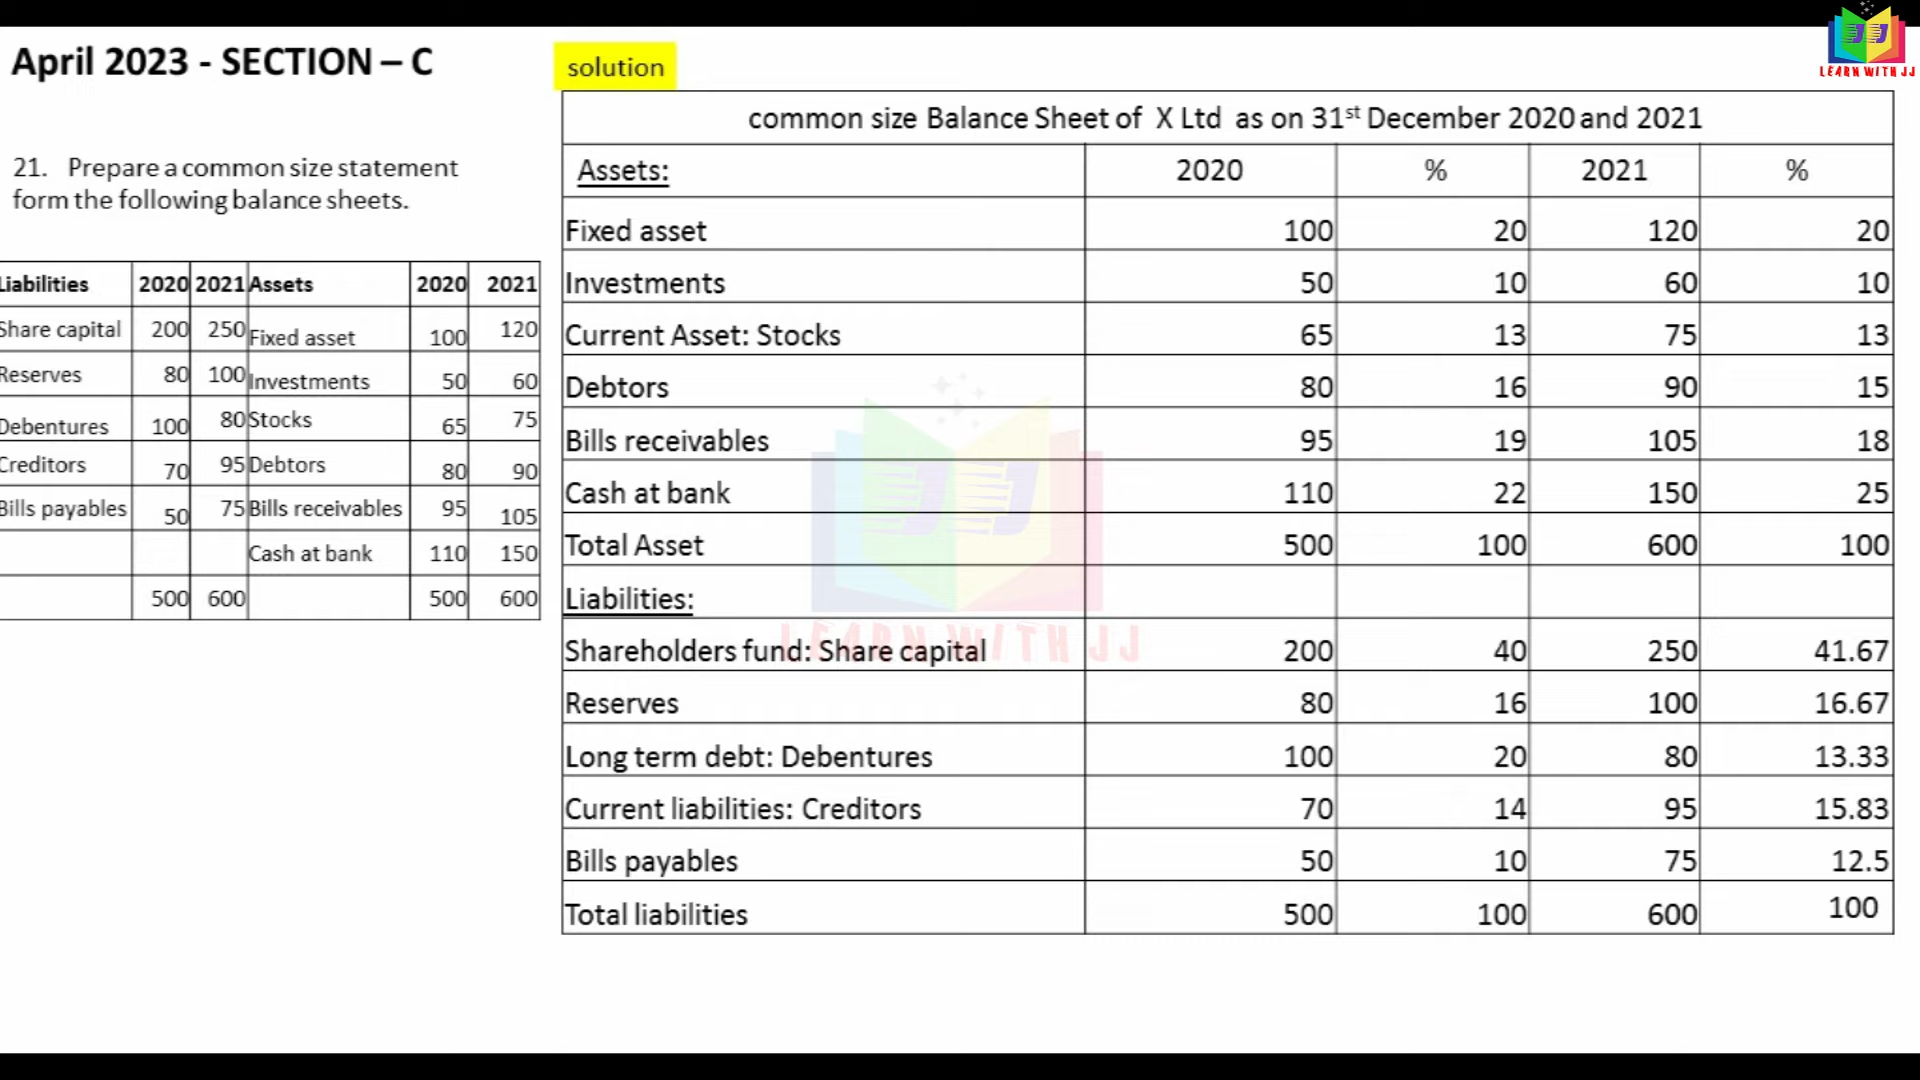 April 2023 - SECTION – C
21. Prepare a common size statement
form the following balance sheets.
Liabilities 2020 2021 Assets 2020 2021
Share capital 200 250 Fixed asset 100 120
Reserves 80 100 Investments 50 60
Debentures 100 80 Stocks 65 75
Creditors 70 95 Debtors 80 90
Bills payables 50 75 Bills receivables 95 105
Cash at bank 110 150
500 600 500 600
solution
common size Balance Sheet of X Ltd as on 31st December 2020 and 2021
Assets: 2020 % 2021 %
Fixed asset 100 20 120 20
Investments 50 10 60 10
Current Asset: Stocks 65 13 75 13
Debtors 80 16 90 15
Bills receivables 95 19 105 18
Cash at bank 110 22 150 25
Total Asset 500 100 600 100
Liabilities:
Shareholders fund: Share capital 200 40 250 41.67
Reserves 80 16 100 16.67
Long term debt: Debentures 100 20 80 13.33
Current liabilities: Creditors 70 14 95 15.83
Bills payables 50 10 75 12.5
Total liabilities 500 100 600 100
JJ
LEARN WITH JJ
JJ
LEARN WITH JJ